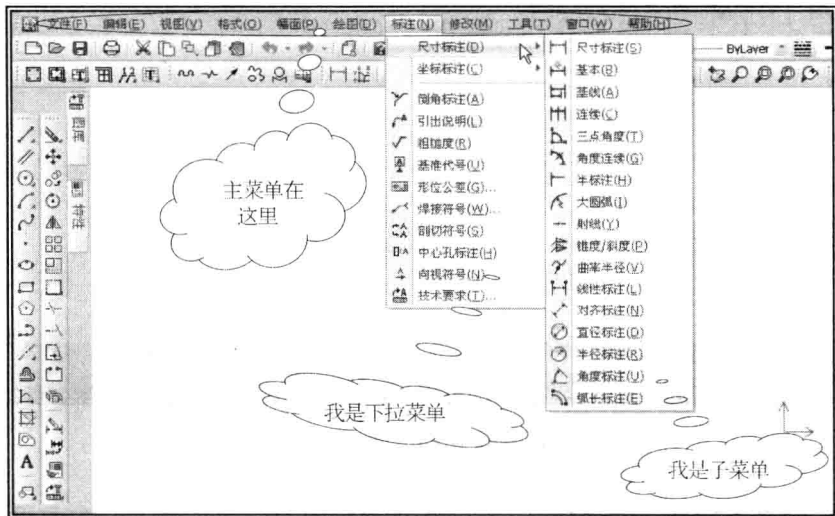 文件(F) 编辑(E) 视图(V) 格式(O) 幅面(P) 绘图(D) 标注(N) 修改(M) 工具(T) 窗口(W) 帮助(H)
ByLayer
尺寸标注(D)
坐标标注(C)
倒角标注(A)
引出说明(L)
粗糙度(R)
基准代号(U)
形位公差(G)...
焊接符号(W)...
剖切符号(S)
中心孔标注(H)
向视符号(N)
技术要求(T)...
尺寸标注(S)
基本(B)
基线(A)
连续(C)
三点角度(T)
角度连续(G)
半标注(H)
大圆弧(I)
射线(Y)
锥度/斜度(P)
曲率半径(V)
线性标注(L)
对齐标注(N)
直径标注(D)
半径标注(R)
角度标注(U)
弧长标注(E)
图库
特性
主菜单在
这里
我是下拉菜单
我是子菜单
A